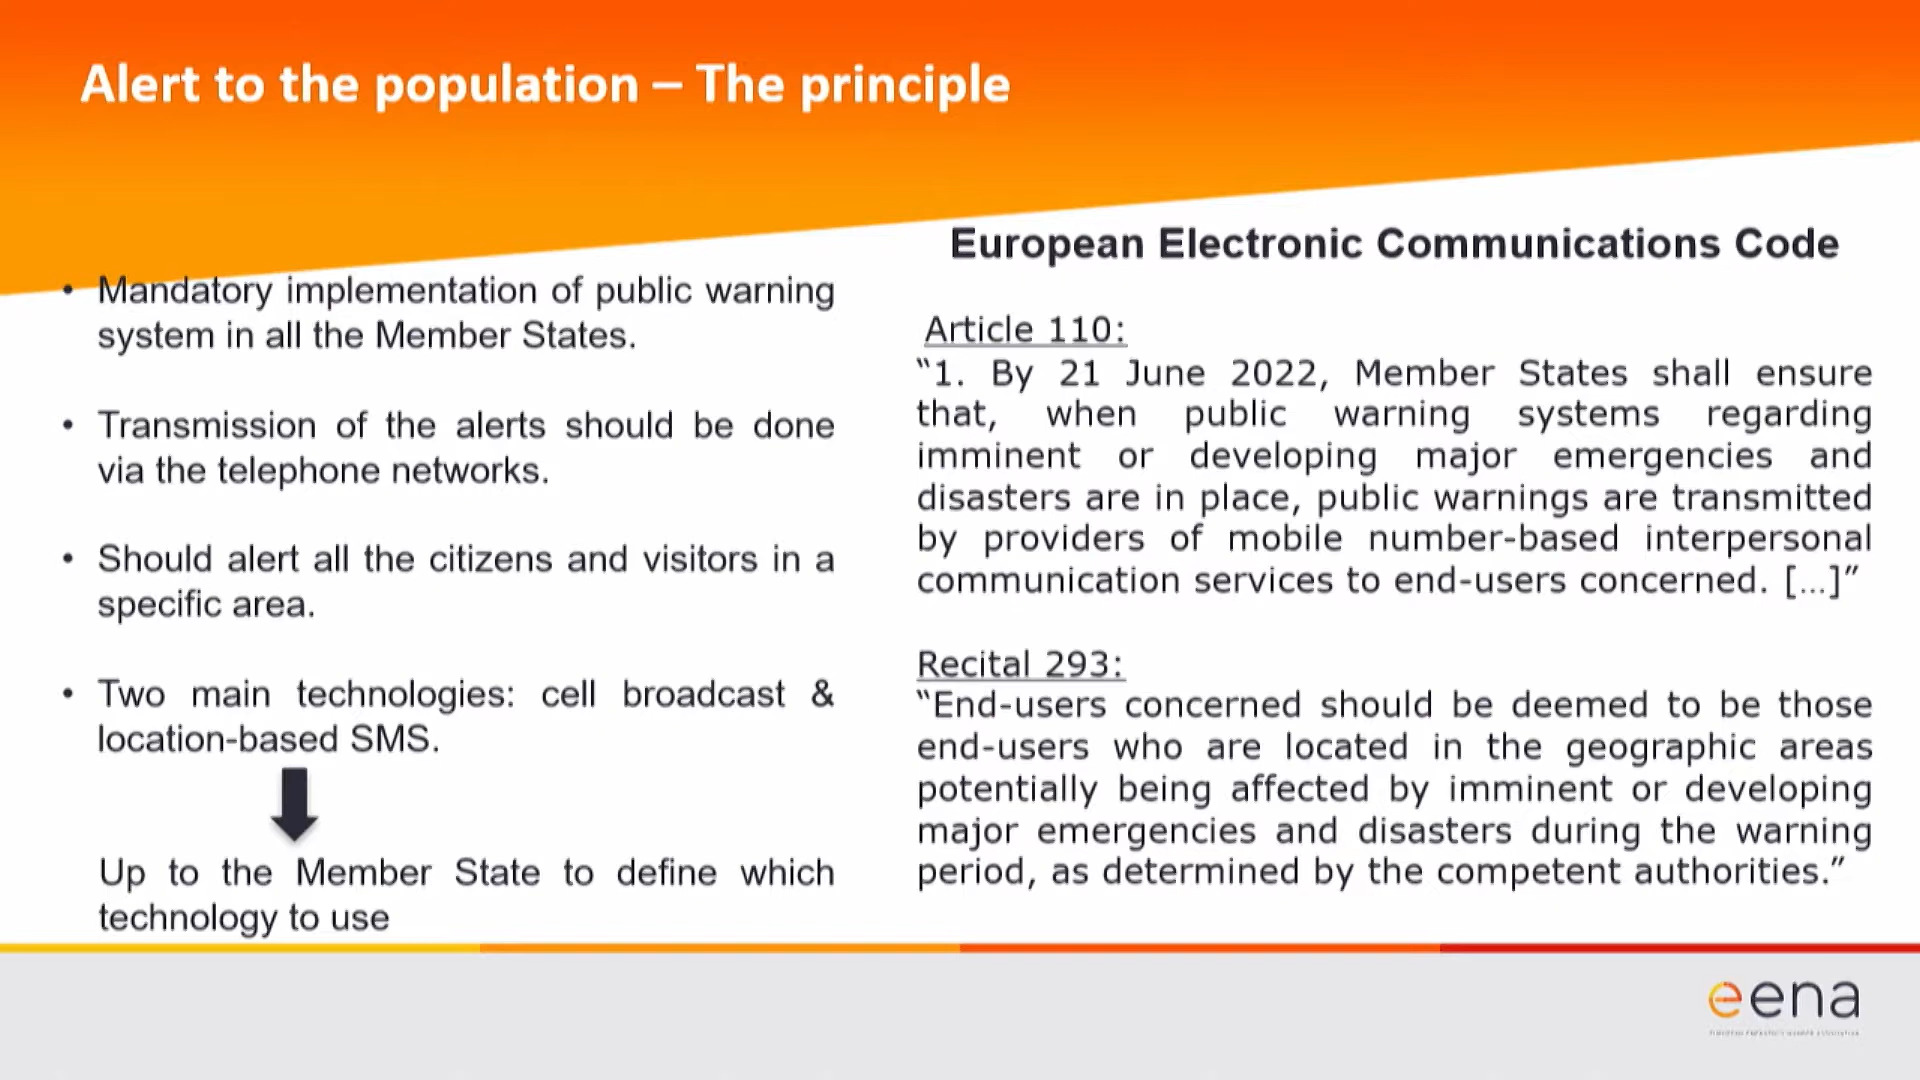 Alert to the population – The principle
• Mandatory implementation of public warning
system in all the Member States.
• Transmission of the alerts should be done
via the telephone networks.
• Should alert all the citizens and visitors in a
specific area.
• Two main technologies: cell broadcast &
location-based SMS.
Up to the Member State to define which
technology to use
European Electronic Communications Code
Article 110:
“1. By 21 June 2022, Member States shall ensure
that, when public warning systems regarding
imminent or developing major emergencies and
disasters are in place, public warnings are transmitted
by providers of mobile number-based interpersonal
communication services to end-users concerned. […]”
Recital 293:
“End-users concerned should be deemed to be those
end-users who are located in the geographic areas
potentially being affected by imminent or developing
major emergencies and disasters during the warning
period, as determined by the competent authorities.”
eena